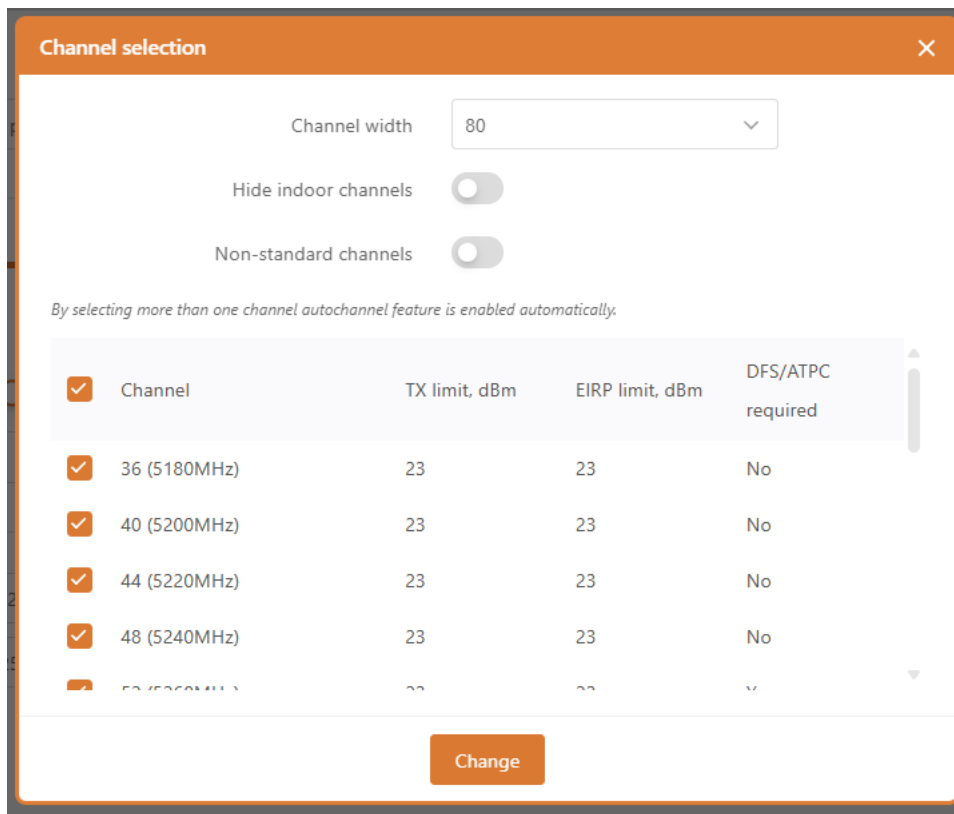 Channel selection
Channel width 80
Hide indoor channels
Non-standard channels
By selecting more than one channel autochannel feature is enabled automatically.
Channel TX limit, dBm EIRP limit, dBm DFS/ATPC required
36 (5180MHz) 23 23 No
40 (5200MHz) 23 23 No
44 (5220MHz) 23 23 No
48 (5240MHz) 23 23 No
Change